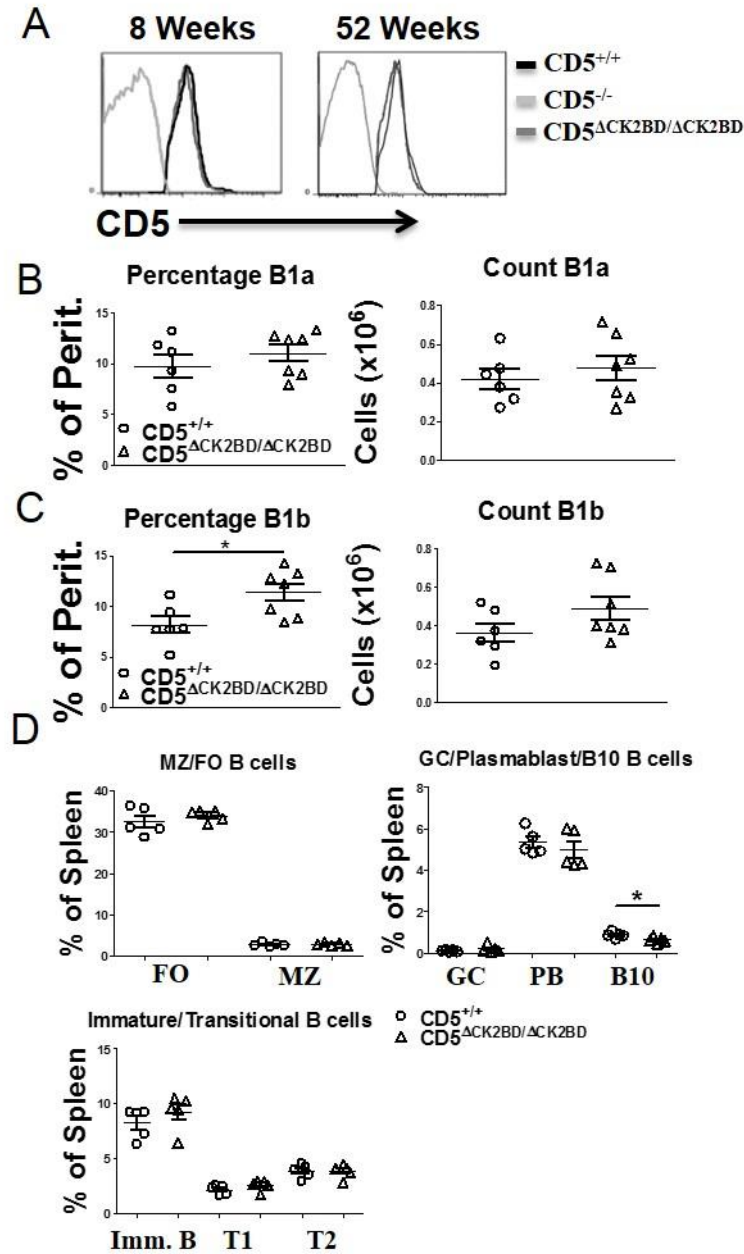 A
8 Weeks
52 Weeks
CD5+/+
CD5-/-
CD5ΔCK2BD/ΔCK2BD
0
0
CD5
B
Percentage B1a
Count B1a
% of Perit.
15
10
5
0
CD5+/+
CD5ΔCK2BD/ΔCK2BD
Cells (x10⁶)
0.8
0.6
0.4
0.2
0.0
C
Percentage B1b
Count B1b
% of Perit.
15
10
5
0
*
CD5+/+
CD5ΔCK2BD/ΔCK2BD
Cells (x10⁶)
0.8
0.6
0.4
0.2
0.0
D
MZ/FO B cells
GC/Plasmablast/B10 B cells
% of Spleen
40
30
20
10
0
FO MZ
% of Spleen
8
6
4
2
0
*
GC PB B10
Immature/Transitional B cells
CD5+/+
CD5ΔCK2BD/ΔCK2BD
% of Spleen
15
10
5
0
Imm. B T1 T2